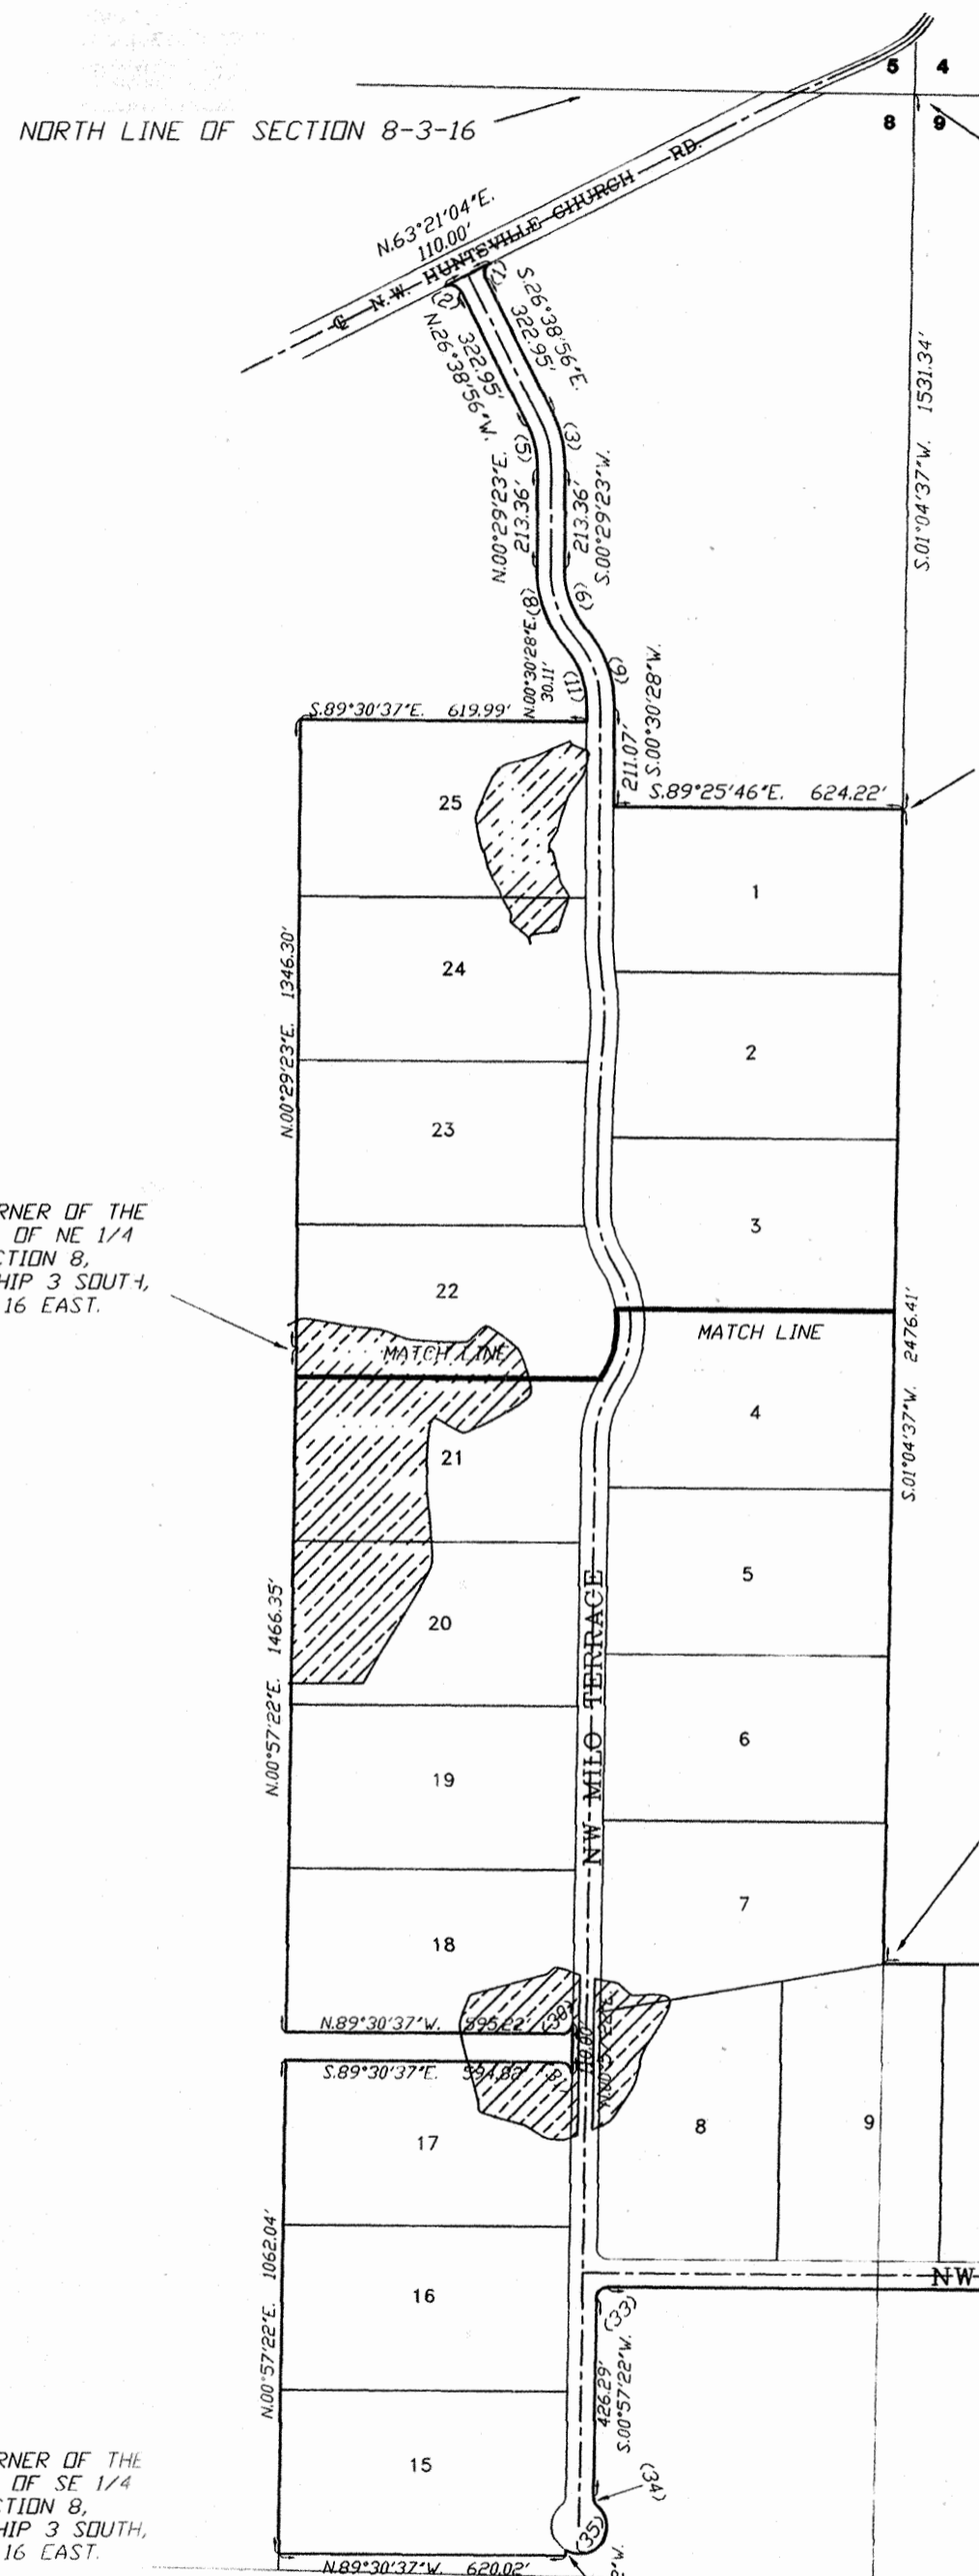 5 4
NORTH LINE OF SECTION 8-3-16
8 9
N.63°21'04"E.
110.00'
N.W. HUNTSVILLE CHURCH RD.
(1)
(2)
S.26°38'56"E.
322.95'
322.95'
N.26°38'56"W.
(3)
(5)
N.00°29'23"E.
213.36'
213.36'
S.00°29'23"W.
S.01°04'37"W. 1531.34'
(8)
(6)
N.00°30'28"E.
30.11'
(11)
(9)
211.07'
S.00°30'28"W.
S.89°30'37"E. 619.99'
S.89°25'46"E. 624.22'
25
1
24
2
N.00°29'23"E. 1346.30'
23
3
RNER OF THE
OF NE 1/4
CTION 8,
HIP 3 SOUTH,
16 EAST.
22
MATCH LINE
MATCH LINE
S.01°04'37"W. 2476.41'
4
21
5
20
N.00°57'22"E. 1466.35'
NW MILO TERRACE
6
19
7
18
N.89°30'37"W. 595.22'
(38)
110.00'
S.89°30'37"E. 594.82'
17
8
9
N.00°57'22"E. 1062.04'
16
NW
(33)
426.29'
S.00°57'22"W.
15
(34)
(35)
RNER OF THE
OF SE 1/4
CTION 8,
HIP 3 SOUTH,
16 EAST.
N.89°30'37"W. 620.02'
2"W.